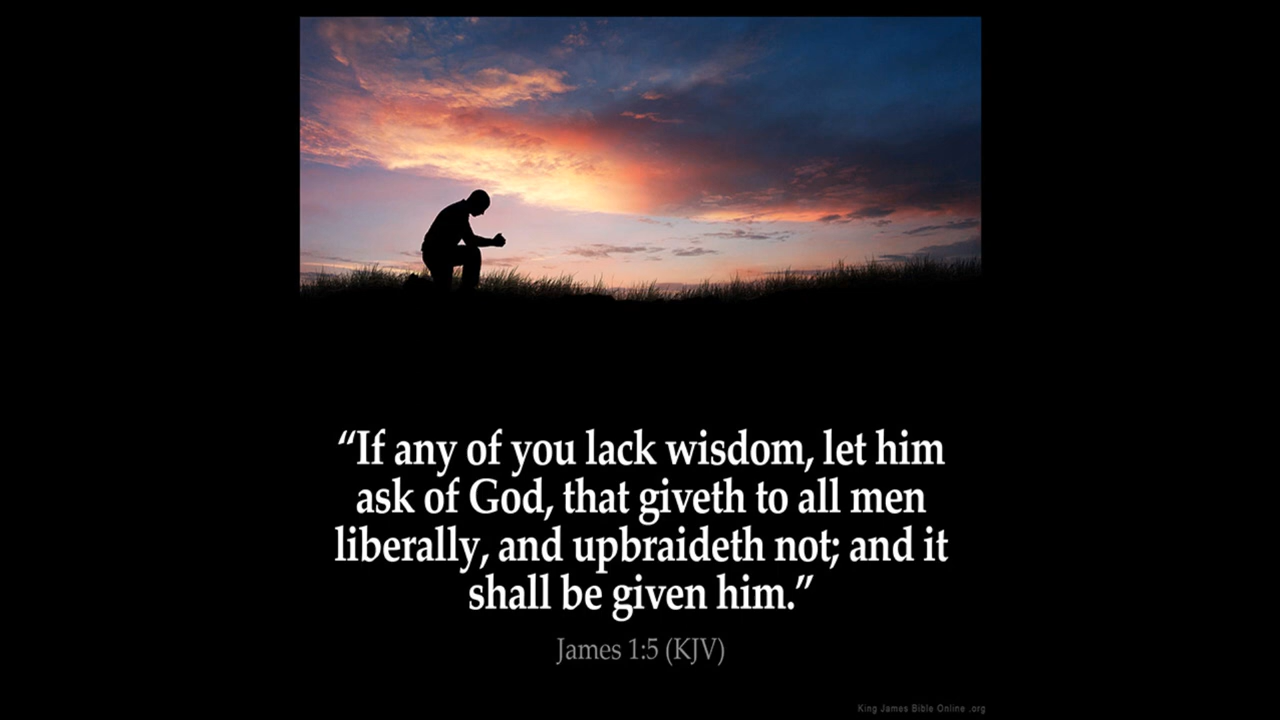 “If any of you lack wisdom, let him
ask of God, that giveth to all men
liberally, and upbraideth not; and it
shall be given him.”
James 1:5 (KJV)
King James Bible Online .org